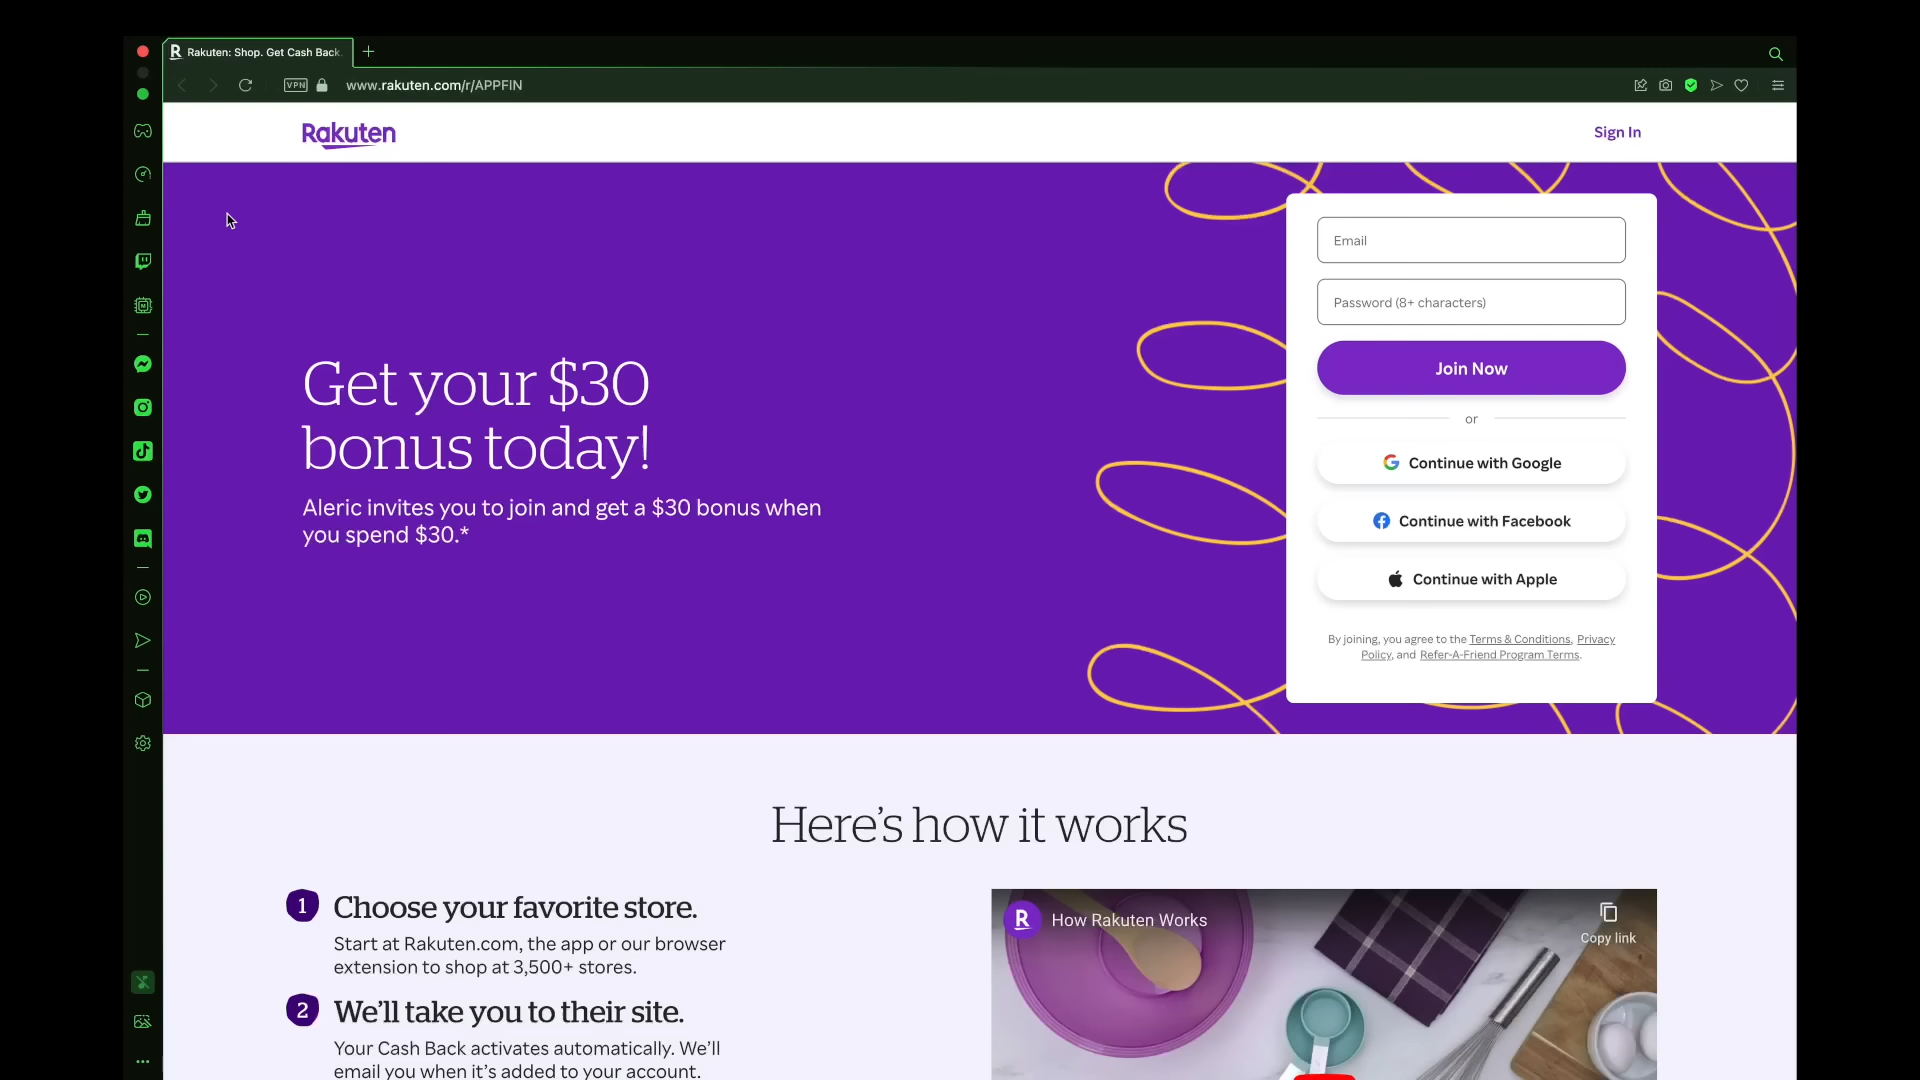 Rakuten: Shop. Get Cash Back
VPN
www.rakuten.com/r/APPFIN
Rakuten
Sign In
Get your $30
bonus today!
Aleric invites you to join and get a $30 bonus when
you spend $30.*
Email
Password (8+ characters)
Join Now
or
Continue with Google
Continue with Facebook
Continue with Apple
By joining, you agree to the Terms & Conditions, Privacy
Policy, and Refer-A-Friend Program Terms.
Here's how it works
1 Choose your favorite store.
Start at Rakuten.com, the app or our browser
extension to shop at 3,500+ stores.
2 We'll take you to their site.
Your Cash Back activates automatically. We'll
email you when it's added to your account.
R How Rakuten Works
Copy link